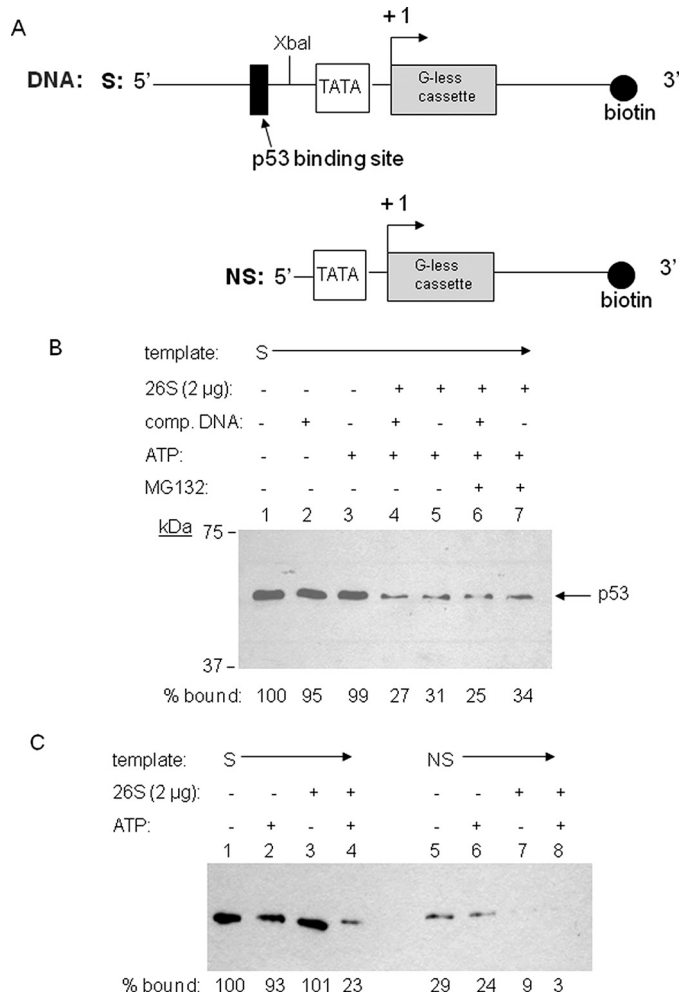 A
+ 1
XbaI
DNA: S: 5’ TATA G-less cassette 3’
biotin
p53 binding site
+ 1
NS: 5’ TATA G-less cassette 3’
biotin
B
template: S
26S (2 µg): - - - + + + +
comp. DNA: - + - + - + -
ATP: - - + + + + +
MG132: - - - - - + +
kDa 1 2 3 4 5 6 7
75
p53
37
% bound: 100 95 99 27 31 25 34
C
template: S NS
26S (2 µg): - - + + - - + +
ATP: - + - + - + - +
1 2 3 4 5 6 7 8
% bound: 100 93 101 23 29 24 9 3